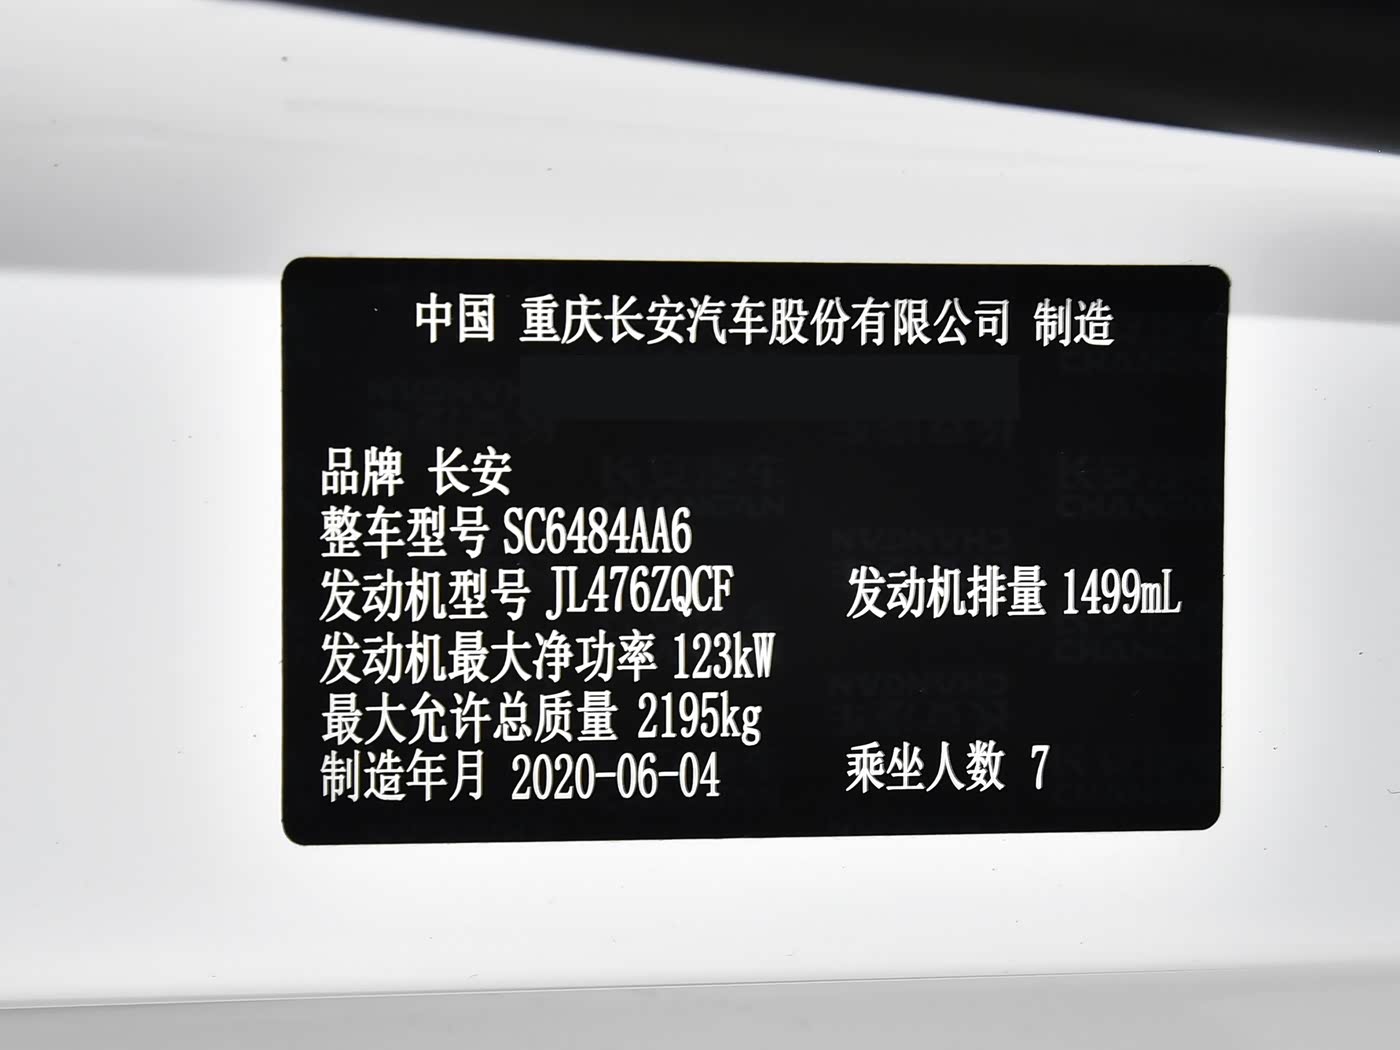 中国 重庆长安汽车股份有限公司 制造
品牌 长安
整车型号 SC6484AA6
发动机型号 JL476ZQCF 发动机排量 1499mL
发动机最大净功率 123kW
最大允许总质量 2195kg
制造年月 2020-06-04 乘坐人数 7